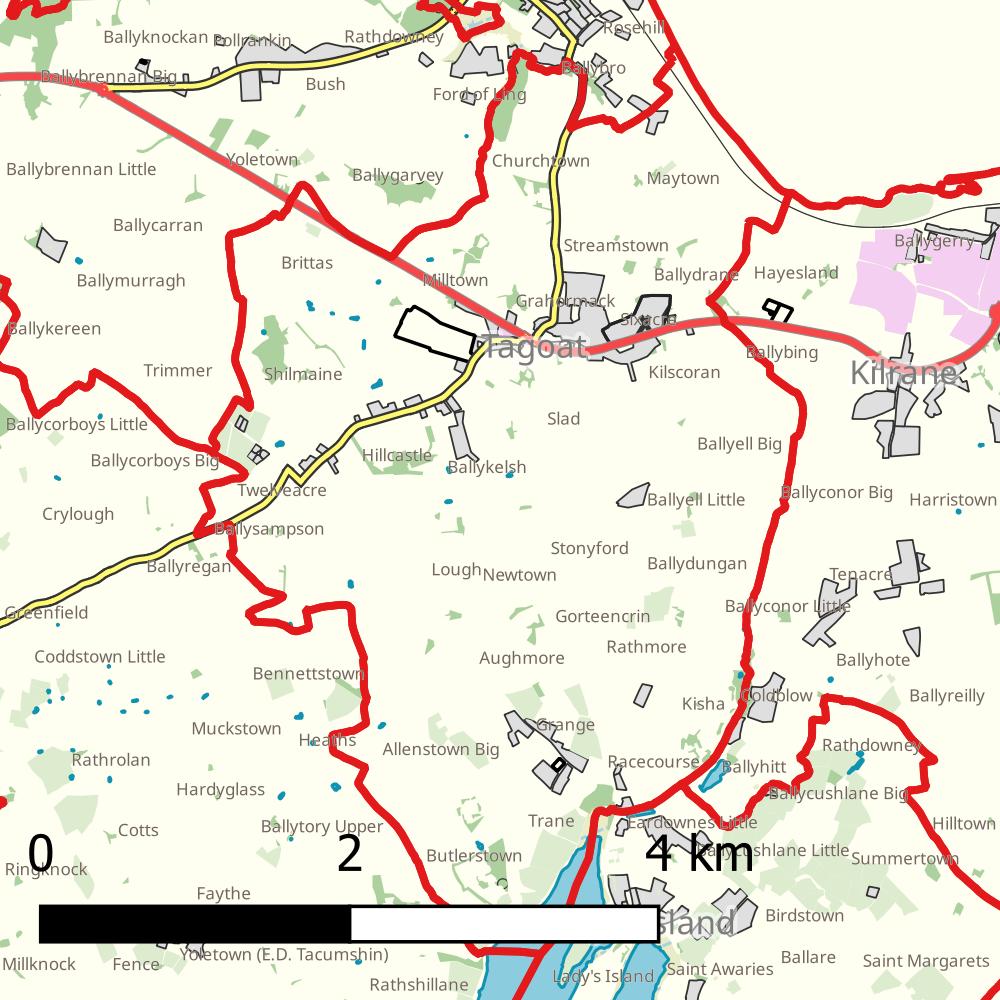 Rosehill
Ballyknockan
Pollrankin
Rathdowney
Ballybro
Ballybrennan Big
Bush
Ford of Ling
Yoletown
Churchtown
Ballybrennan Little
Ballygarvey
Maytown
Ballycarran
Streamstown
Ballygerry
Brittas
Ballymurragh
Milltown
Ballydrane
Hayesland
Grahormack
Ballykereen
Sixacre
Tagoat
Ballybing
Trimmer
Shilmaine
Kilscoran
Kilrane
Ballycorboys Little
Slad
Ballyell Big
Ballycorboys Big
Hillcastle
Ballykelsh
Twelveacre
Ballyell Little
Ballyconor Big
Harristown
Crylough
Ballysampson
Stonyford
Ballyregan
Lough
Newtown
Ballydungan
Tenacre
Greenfield
Gorteencrin
Ballyconor Little
Coddstown Little
Aughmore
Rathmore
Ballyhote
Bennettstown
Kisha
Coldblow
Ballyreilly
Muckstown
Heaths
Allenstown Big
Grange
Rathdowney
Rathrolan
Racecourse
Ballyhitt
Hardyglass
Ballycushlane Big
Cotts
Ballytory Upper
Trane
Eardownes Little
Hilltown
0
2
4 km
Ringknock
Butlerstown
Ballycushlane Little
Summertown
Faythe
sland
Birdstown
Yoletown (E.D. Tacumshin)
Millknock
Fence
Ballare
Saint Margarets
Rathshillane
Lady's Island
Saint Awaries